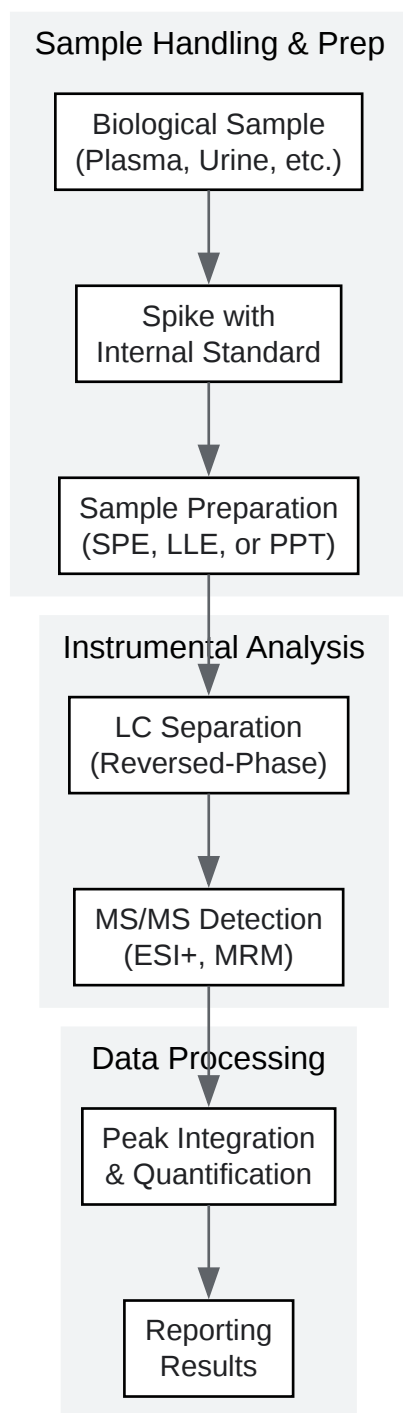 Sample Handling & Prep
Biological Sample
(Plasma, Urine, etc.)
Spike with
Internal Standard
Sample Preparation
(SPE, LLE, or PPT)
Instrumental Analysis
LC Separation
(Reversed-Phase)
MS/MS Detection
(ESI+, MRM)
Data Processing
Peak Integration
& Quantification
Reporting
Results